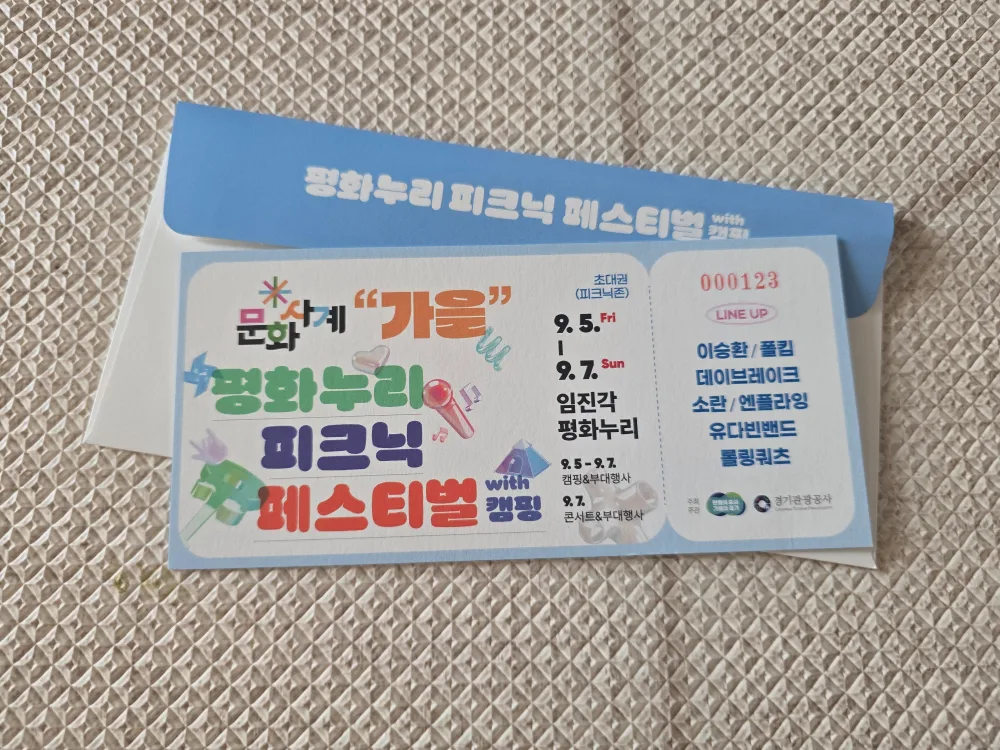 평화누리 피크닉 페스티벌 with 캠핑
문화사계 “가을”
평화누리
피크닉
페스티벌 with 캠핑
초대권
(피크닉존)
9. 5. Fri
|
9. 7. Sun
임진각
평화누리
9. 5 - 9. 7.
캠핑&부대행사
9. 7.
콘서트&부대행사
000123
LINE UP
이승환 / 폴킴
데이브레이크
소란 / 엔플라잉
유다빈밴드
롤링쿼츠
주최
주관
경기관광공사